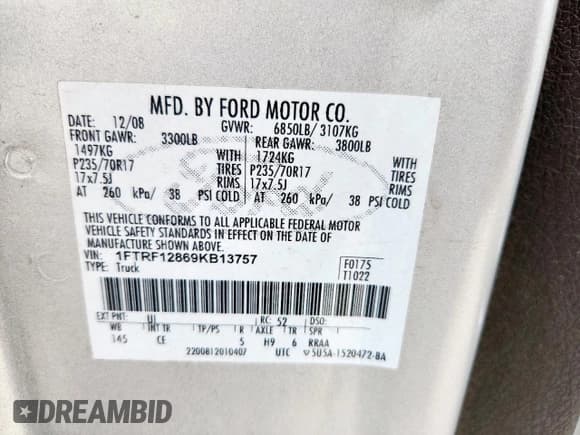 MFD. BY FORD MOTOR CO.
DATE: 12/08 GVWR: 6850LB/ 3107KG
FRONT GAWR: 3300LB REAR GAWR: 3800LB
1497KG WITH 1724KG WITH
P235/70R17 TIRES P235/70R17 TIRES
17x7.5J RIMS 17x7.5J RIMS
AT 260 kPa/ 38 PSI COLD AT 260 kPa/ 38 PSI COLD
THIS VEHICLE CONFORMS TO ALL APPLICABLE FEDERAL MOTOR
VEHICLE SAFETY STANDARDS IN EFFECT ON THE DATE OF
MANUFACTURE SHOWN ABOVE.
VIN: 1FTRF12869KB13757 F0175
TYPE: Truck T1022
EXT PNT: UI RC: 52 DSO:
WB INT TR TP/PS R AXLE TR SPR
145 CE 5 H9 6 RRAA
2200812010407 UTC ▽5U5A-1520472-BA
DREAMBID